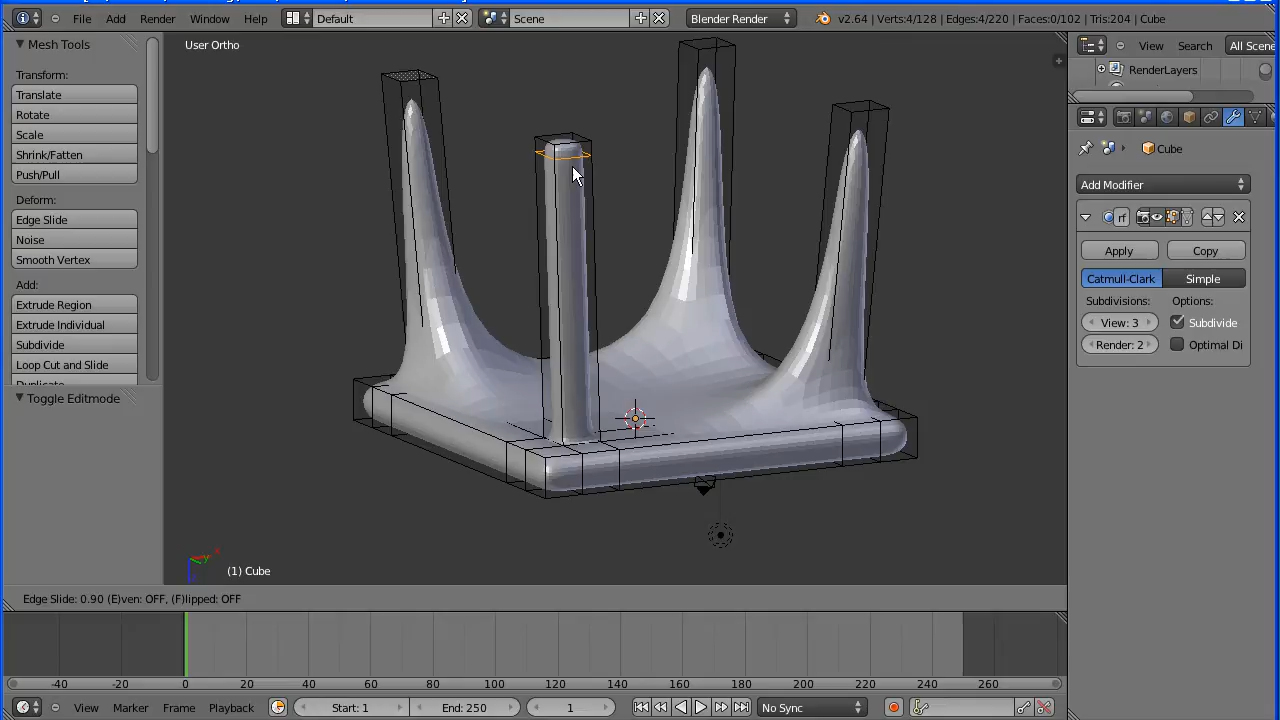 File Add Render Window Help Default Scene Blender Render v2.64 | Verts:4/128 | Edges:4/220 | Faces:0/102 | Tris:204 | Cube
Mesh Tools
Transform:
Translate
Rotate
Scale
Shrink/Fatten
Push/Pull
Deform:
Edge Slide
Noise
Smooth Vertex
Add:
Extrude Region
Extrude Individual
Subdivide
Loop Cut and Slide
Duplicate
Toggle Editmode
User Ortho
(1) Cube
Edge Slide: 0.90 (E)ven: OFF, (F)lipped: OFF
View Search All Scene
RenderLayers
Cube
Add Modifier
rf
Apply Copy
Catmull-Clark Simple
Subdivisions: Options:
View: 3 Subdivide
Render: 2 Optimal Di
-40 -20 0 20 40 60 80 100 120 140 160 180 200 220 240 260
View Marker Frame Playback Start: 1 End: 250 1 No Sync